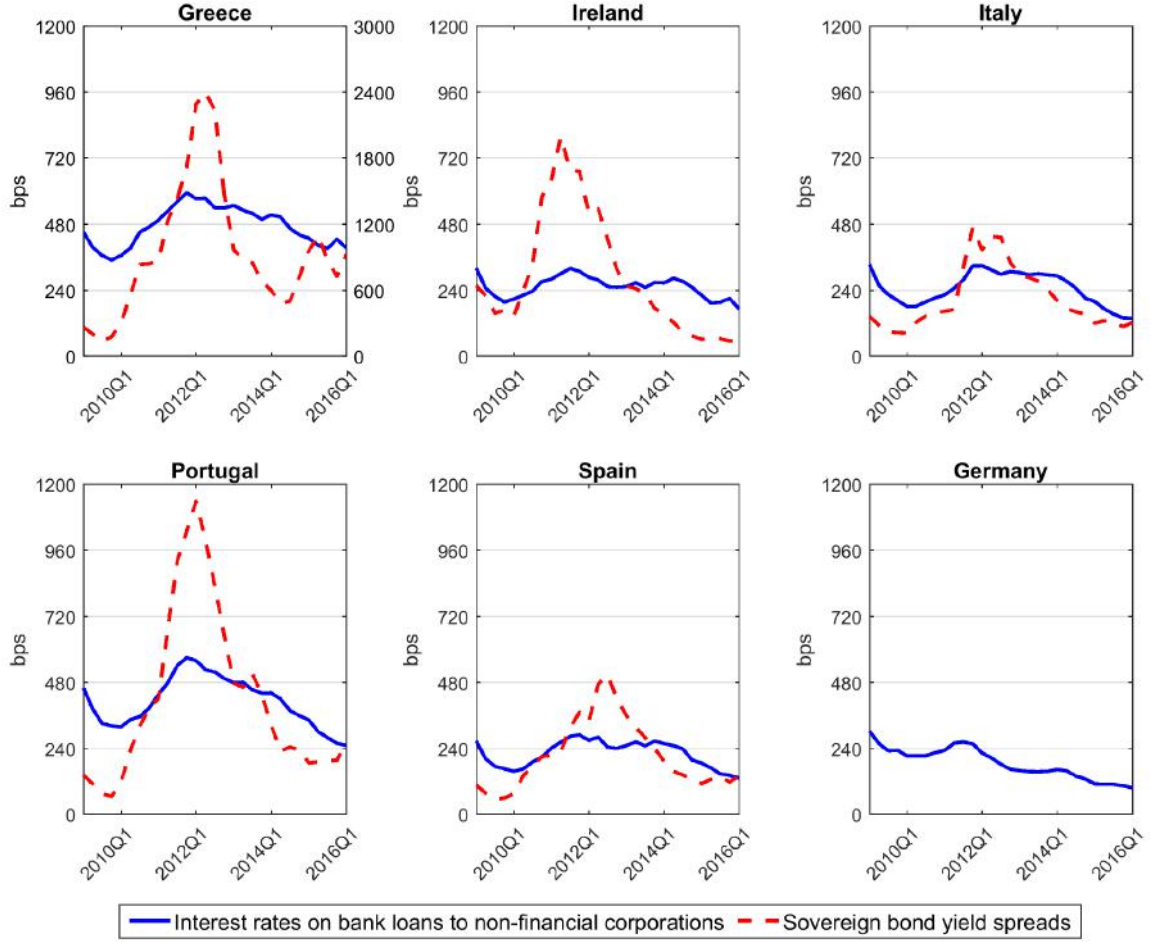 Greece
1200
960
720
480
240
0
bps
3000
2400
1800
1200
600
0
2010Q1
2012Q1
2014Q1
2016Q1
Ireland
1200
960
720
480
240
0
bps
2010Q1
2012Q1
2014Q1
2016Q1
Italy
1200
960
720
480
240
0
bps
2010Q1
2012Q1
2014Q1
2016Q1
Portugal
1200
960
720
480
240
0
bps
2010Q1
2012Q1
2014Q1
2016Q1
Spain
1200
960
720
480
240
0
bps
2010Q1
2012Q1
2014Q1
2016Q1
Germany
1200
960
720
480
240
0
bps
2010Q1
2012Q1
2014Q1
2016Q1
Interest rates on bank loans to non-financial corporations
Sovereign bond yield spreads